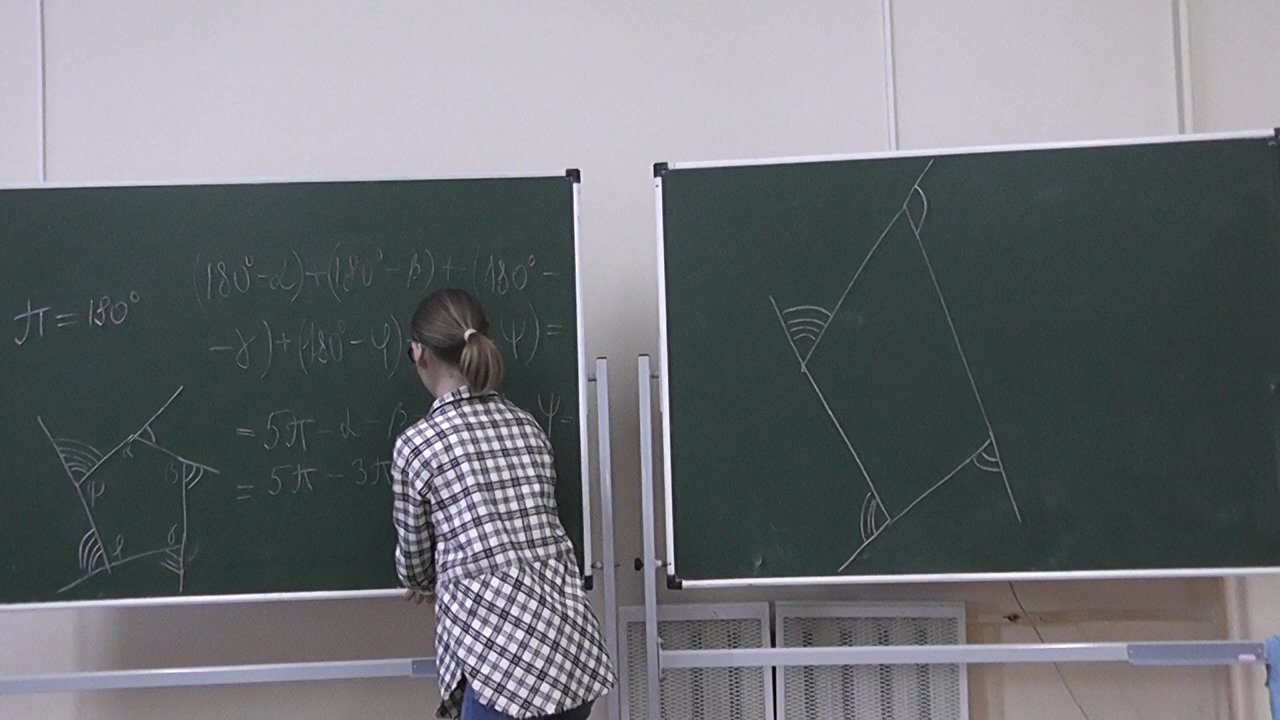 π = 180°
(180° - α) + (180° - β) + (180° -
- γ) + (180° - φ) ψ) =
= 5π - α - β ψ =
= 5π - 3π
α
β
ψ